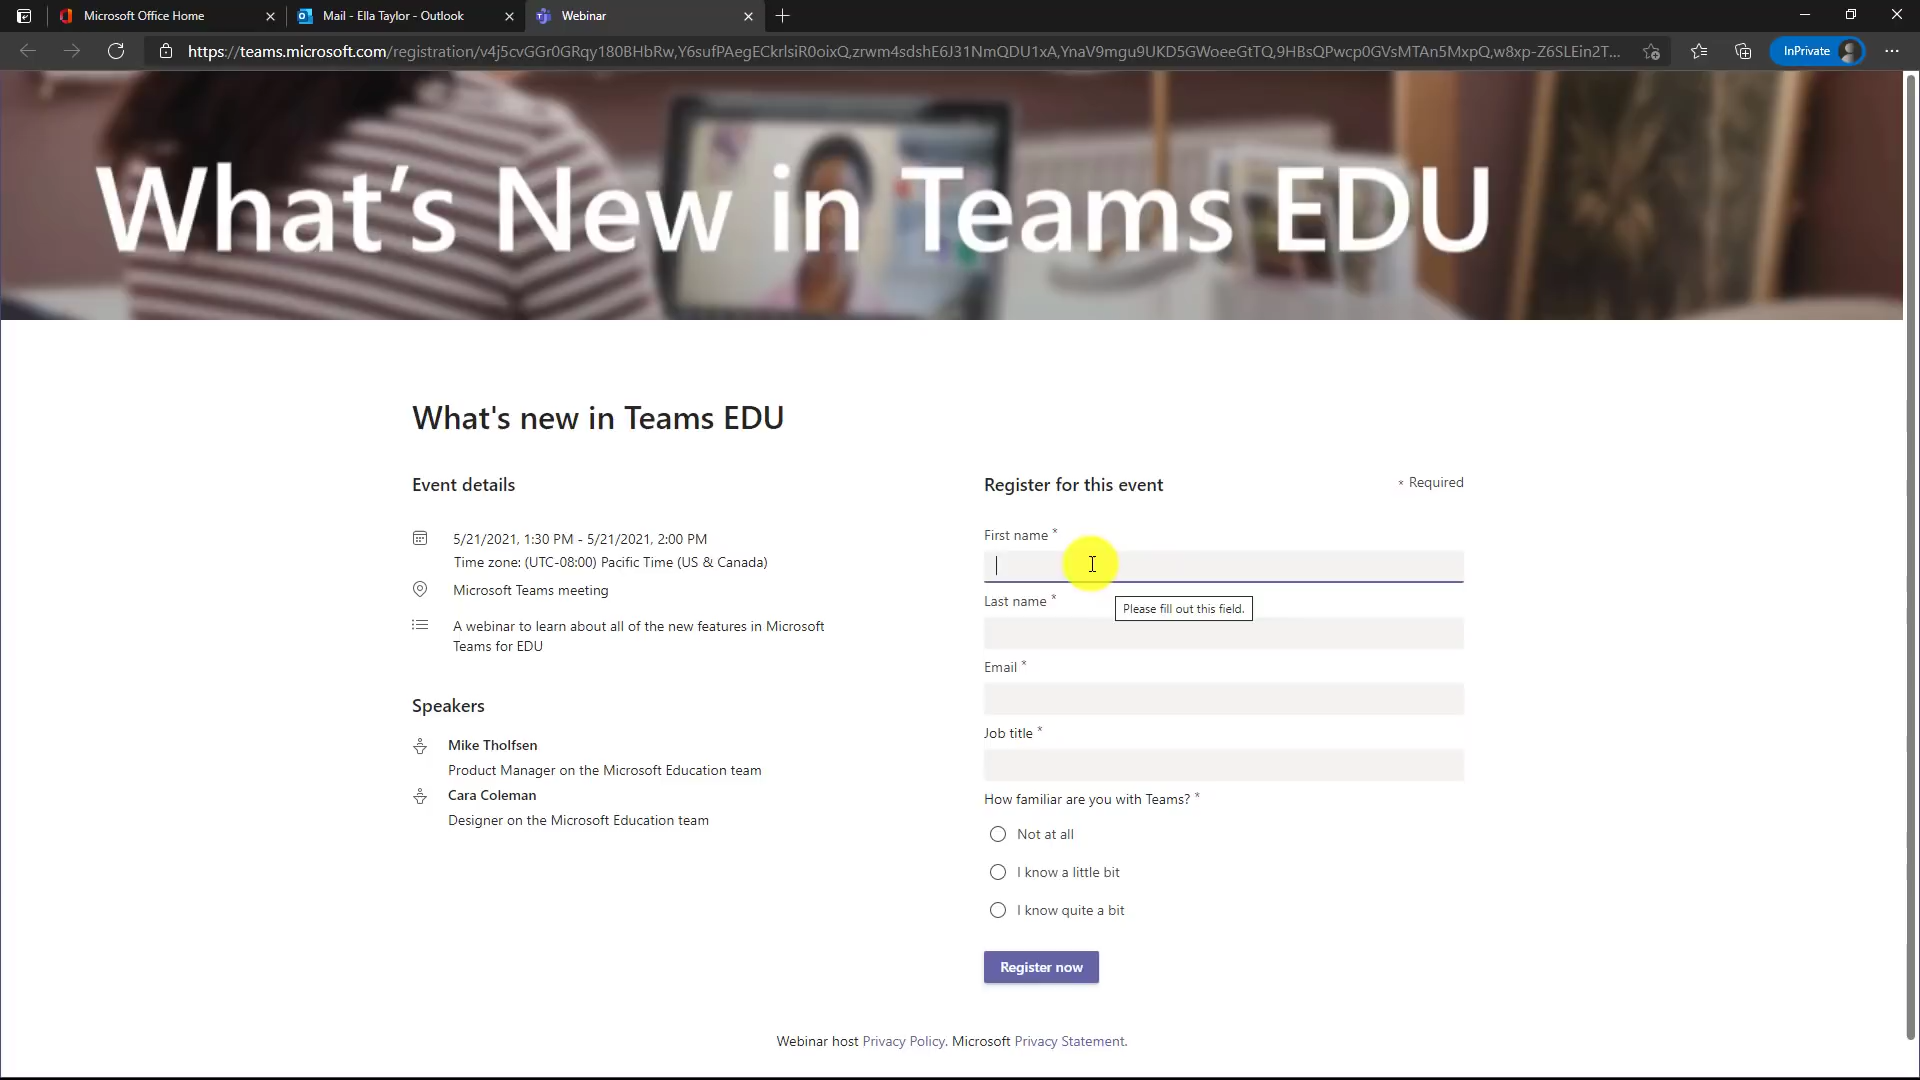 Microsoft Office Home
Mail - Ella Taylor - Outlook
Webinar
https://teams.microsoft.com/registration/v4j5cvGGr0GRqy180BHbRw,Y6sufPAegECkrlsiR0oixQ,zrwm4sdshE6J31NmQDU1xA,YnaV9mgu9UKD5GWoeeGtTQ,9HBsQPwcp0GVsMTAn5MxpQ,w8xp-Z6SLEin2T...
InPrivate
What's New in Teams EDU
What's new in Teams EDU
Event details
5/21/2021, 1:30 PM - 5/21/2021, 2:00 PM
Time zone: (UTC-08:00) Pacific Time (US & Canada)
Microsoft Teams meeting
A webinar to learn about all of the new features in Microsoft
Teams for EDU
Speakers
Mike Tholfsen
Product Manager on the Microsoft Education team
Cara Coleman
Designer on the Microsoft Education team
Register for this event
* Required
First name *
Last name *
Please fill out this field.
Email *
Job title *
How familiar are you with Teams? *
Not at all
I know a little bit
I know quite a bit
Register now
Webinar host Privacy Policy. Microsoft Privacy Statement.